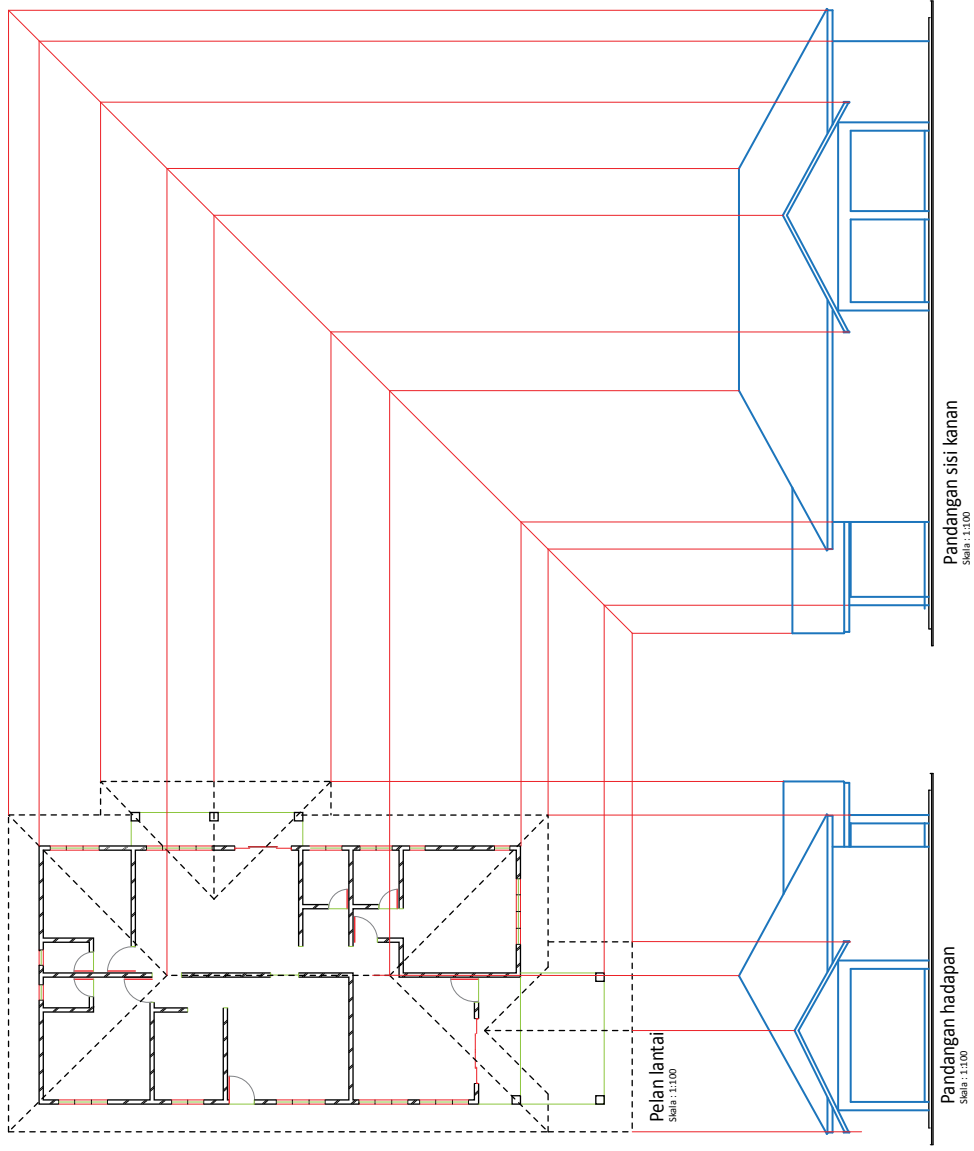 Pelan lantai
Skala : 1:100
Pandangan hadapan
Skala : 1:100
Pandangan sisi kanan
Skala : 1:100